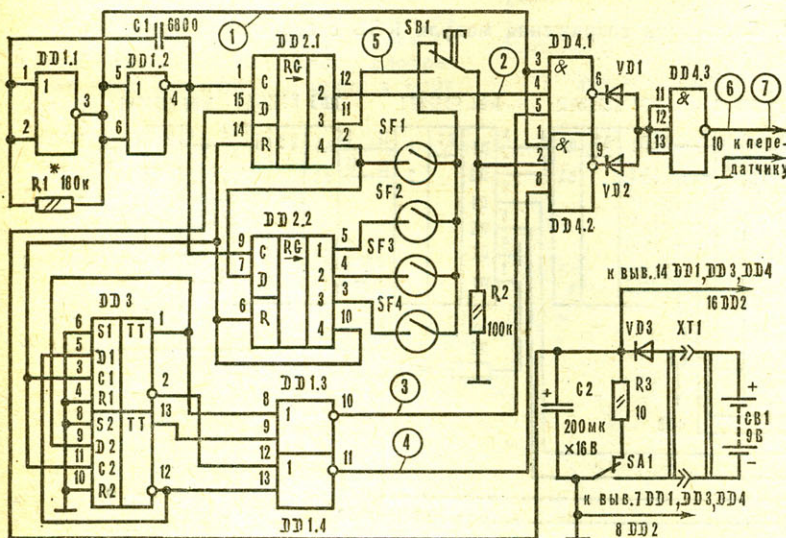 C1 6800
1
SB1
DD1.1
DD1.2
DD2.1
5
2
DD4.1
VD1
DD4.3
6
7
1
2
1
3
5
6
1
4
1
15
14
C
D
R
RG
2
3
4
12
11
2
3
4
5
1
2
8
&
&
6
9
11
12
13
&
10
к пере-
датчику
VD2
DD4.2
*
R1 180к
SF1
SF2
SF3
SF4
DD2.2
9
7
6
C
D
R
RG
1
2
3
4
5
4
3
10
R2
100к
DD3
6
5
3
4
8
9
11
10
S1
D1
C1
R1
S2
D2
C2
R2
TT
TT
1
2
13
12
DD1.3
8
9
12
13
1
1
10
11
3
4
DD1.4
к выв.14 DD1,DD3,DD4
16DD2
VD3
XT1
+
C2
200мк
×16В
R3
10
SA1
+
GB1
9В
-
к выв.7 DD1,DD3,DD4
8 DD2